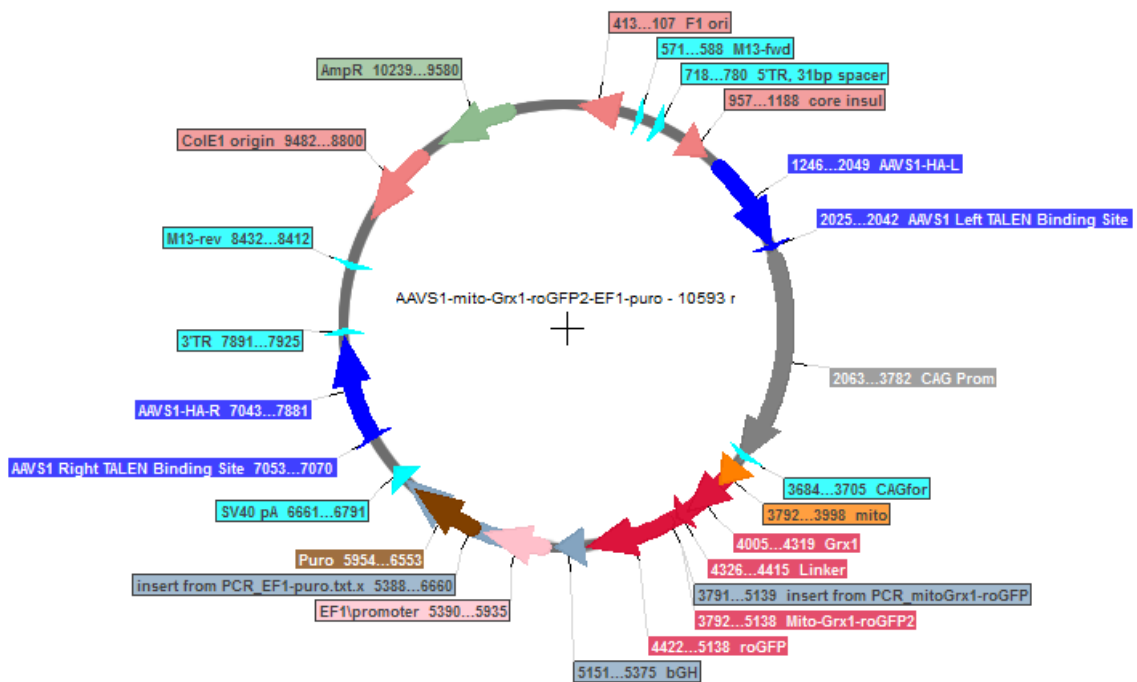 413...107 F1 ori
571...588 M13-fwd
AmpR 10239...9580
718...780 5'TR, 31bp spacer
957...1188 core insul
ColE1 origin 9482...8800
1246...2049 AAVS1-HA-L
2025...2042 AAVS1 Left TALEN Binding Site
M13-rev 8432...8412
AAVS1-mito-Grx1-roGFP2-EF1-puro - 10593 r
3'TR 7891...7925
2063...3782 CAG Prom
AAVS1-HA-R 7043...7881
AAVS1 Right TALEN Binding Site 7053...7070
3684...3705 CAGfor
SV40 pA 6661...6791
3792...3998 mito
4005...4319 Grx1
Puro 5954...6553
4326...4415 Linker
insert from PCR_EF1-puro.txt.x 5388...6660
3791...5139 insert from PCR_mitoGrx1-roGFP
EF1\promoter 4390...5935
3792...5138 Mito-Grx1-roGFP2
4422...5138 roGFP
5151...5375 bGH